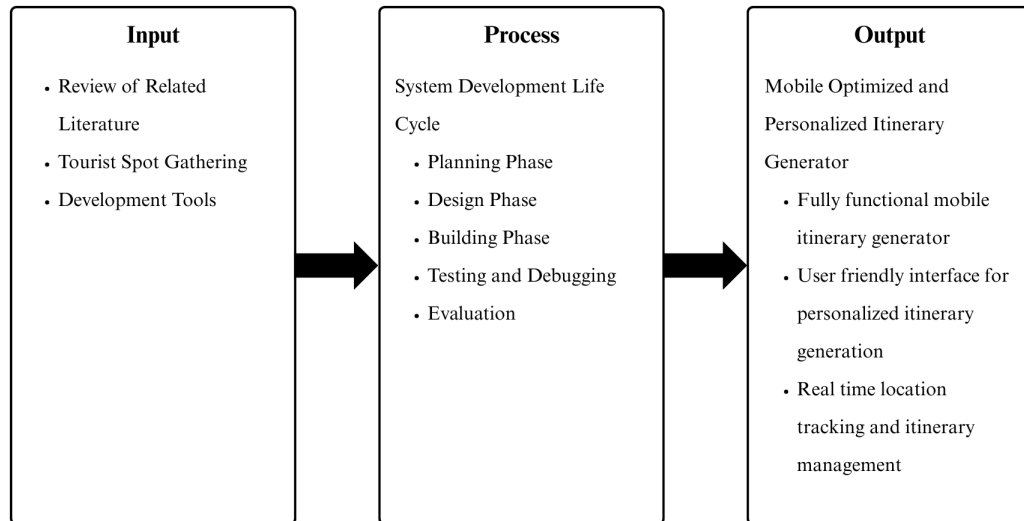 Input
• Review of Related
Literature
• Tourist Spot Gathering
• Development Tools
Process
System Development Life
Cycle
• Planning Phase
• Design Phase
• Building Phase
• Testing and Debugging
• Evaluation
Output
Mobile Optimized and
Personalized Itinerary
Generator
• Fully functional mobile
itinerary generator
• User friendly interface for
personalized itinerary
generation
• Real time location
tracking and itinerary
management